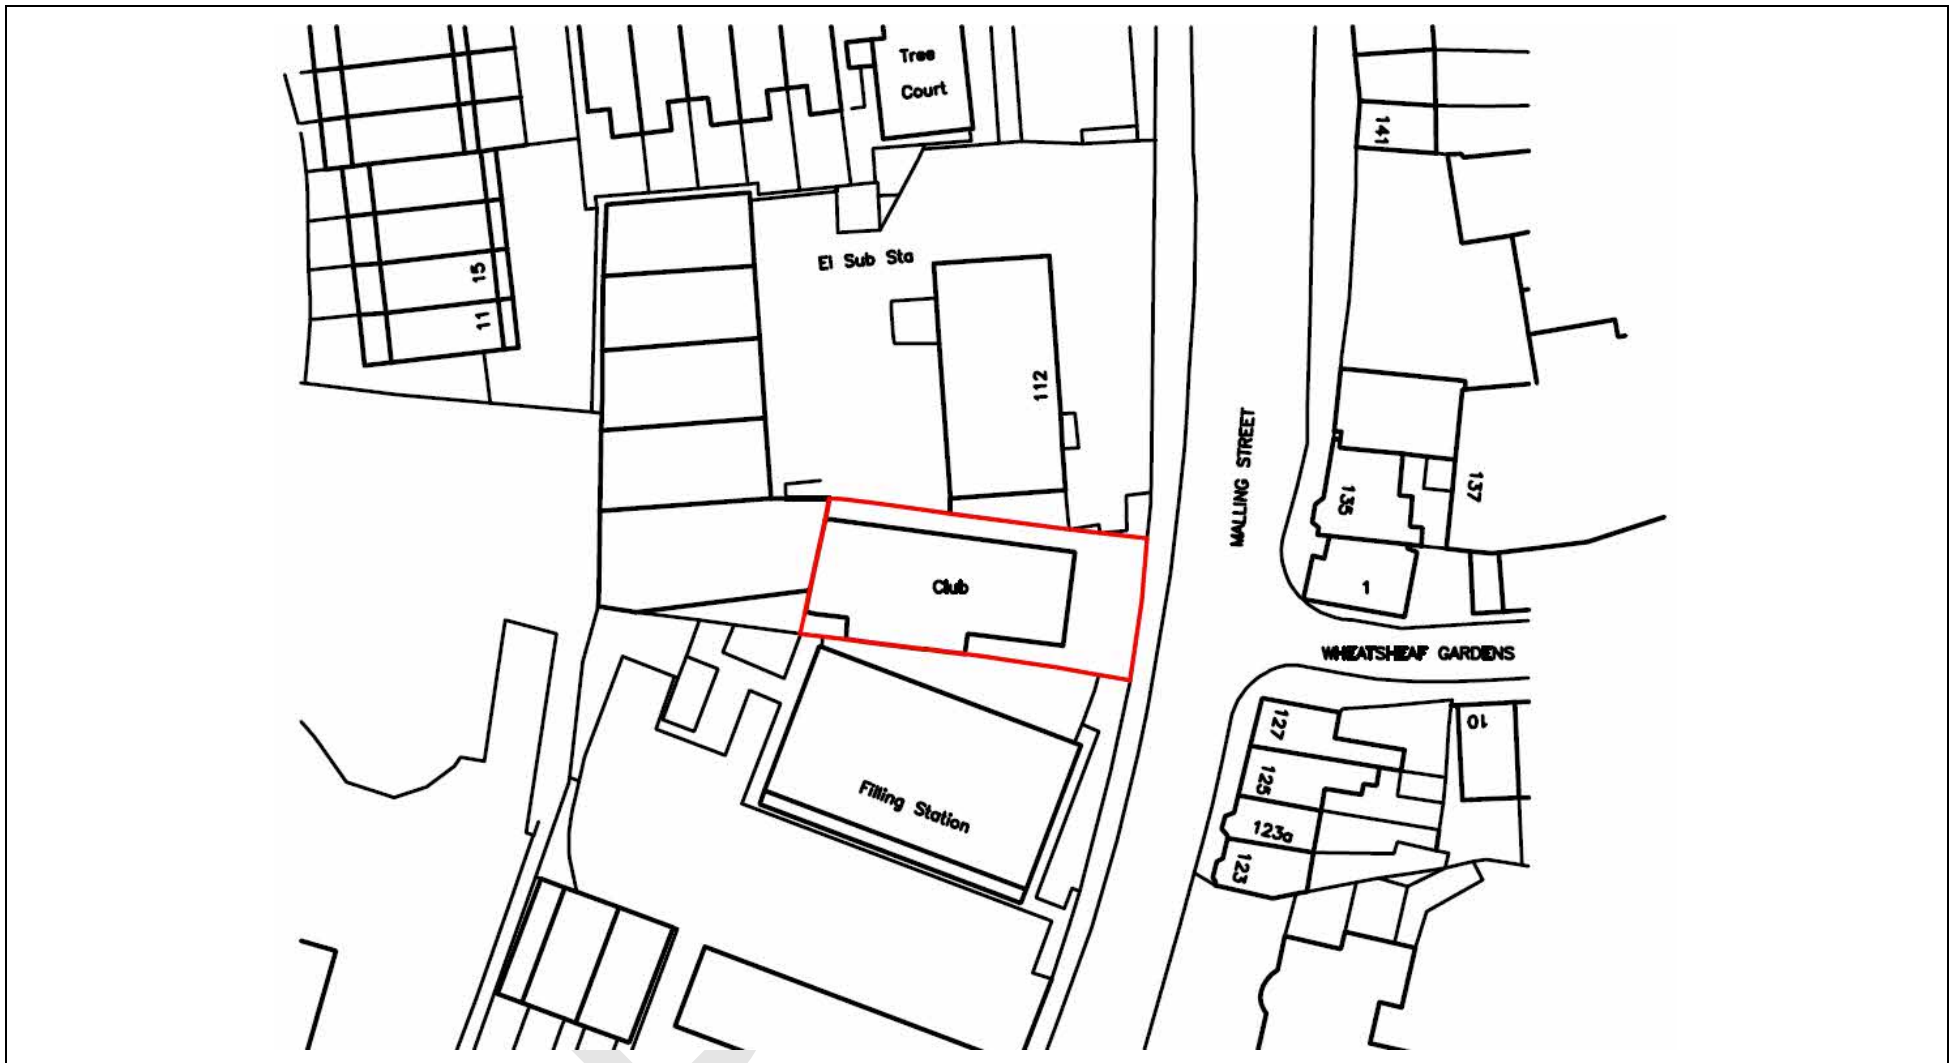 Tree
Court
141
El Sub Sta
15
11
112
MALLING STREET
135
137
Club
1
WHEATSHEAF GARDENS
127
10
125
123a
123
Filling Station